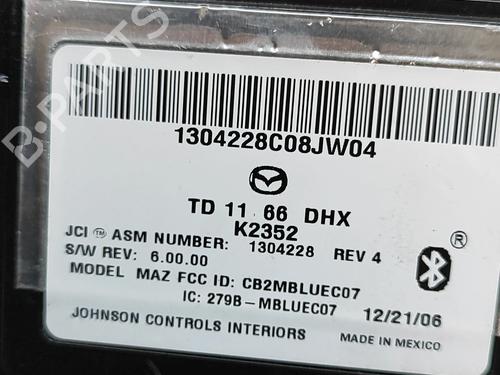 B-PARTS
1304228C08JW04
TD 11 66 DHX
K2352
JCI TM ASM NUMBER: 1304228 REV 4
S/W REV: 6.00.00
MODEL MAZ FCC ID: CB2MBLUEC07
IC: 279B-MBLUEC07 12/21/06
JOHNSON CONTROLS INTERIORS MADE IN MEXICO
®